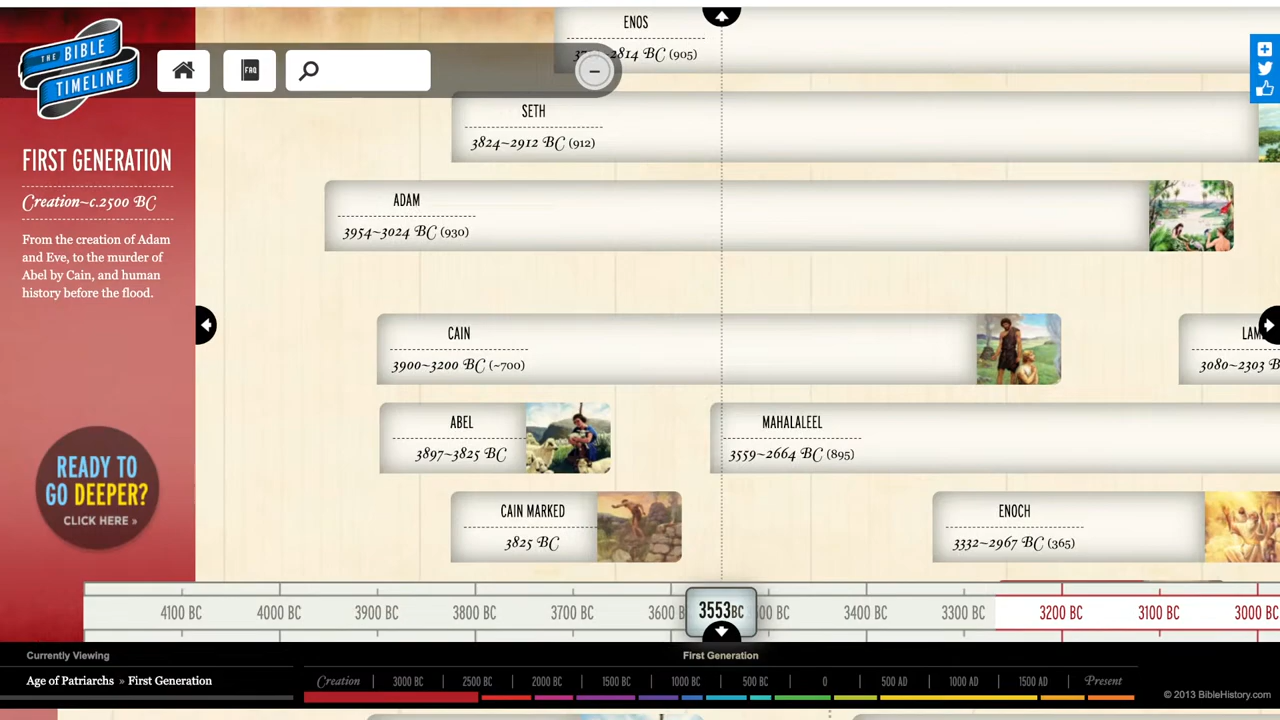 THE BIBLE
TIMELINE
FAQ
FIRST GENERATION
Creation~c.2500 BC
From the creation of Adam
and Eve, to the murder of
Abel by Cain, and human
history before the flood.
READY TO
GO DEEPER?
CLICK HERE »
ENOS
2814 BC (905)
SETH
3824~2912 BC (912)
ADAM
3954~3024 BC (930)
CAIN
3900~3200 BC (~700)
3080~2303 B
ABEL
3897~3825 BC
MAHALALEEL
3559~2664 BC (895)
CAIN MARKED
3825 BC
ENOCH
3332~2967 BC (365)
4100 BC 4000 BC 3900 BC 3800 BC 3700 BC 3600 3553BC 00 BC 3400 BC 3300 BC 3200 BC 3100 BC 3000 BC
Currently Viewing
First Generation
Age of Patriarchs » First Generation
Creation 3000 BC 2500 BC 2000 BC 1500 BC 1000 BC 500 BC 0 500 AD 1000 AD 1500 AD Present
© 2013 BibleHistory.com